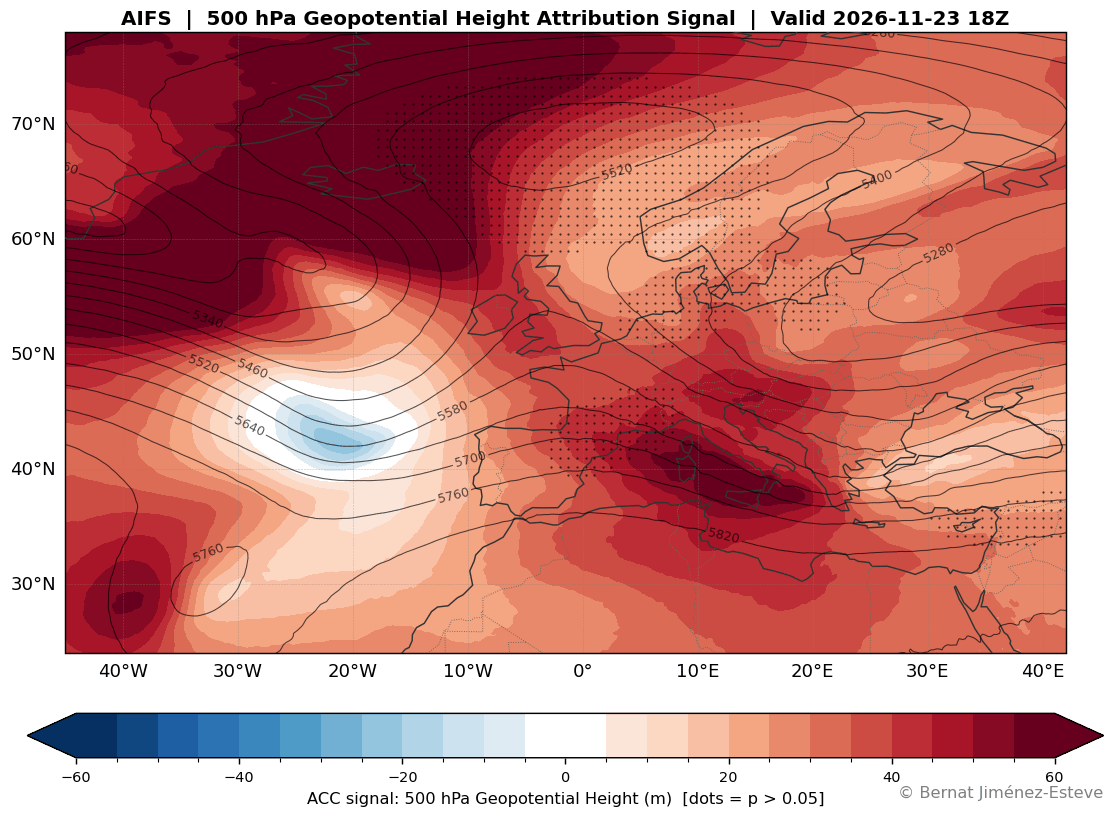 AIFS | 500 hPa Geopotential Height Attribution Signal | Valid 2026-11-23 18Z
70°N
60°N
50°N
40°N
30°N
5520
5400
5280
5340
5520
5460
5640
5580
5700
5760
5760
5820
40°W 30°W 20°W 10°W 0° 10°E 20°E 30°E 40°E
−60 −40 −20 0 20 40 60
ACC signal: 500 hPa Geopotential Height (m) [dots = p > 0.05]
© Bernat Jiménez-Esteve